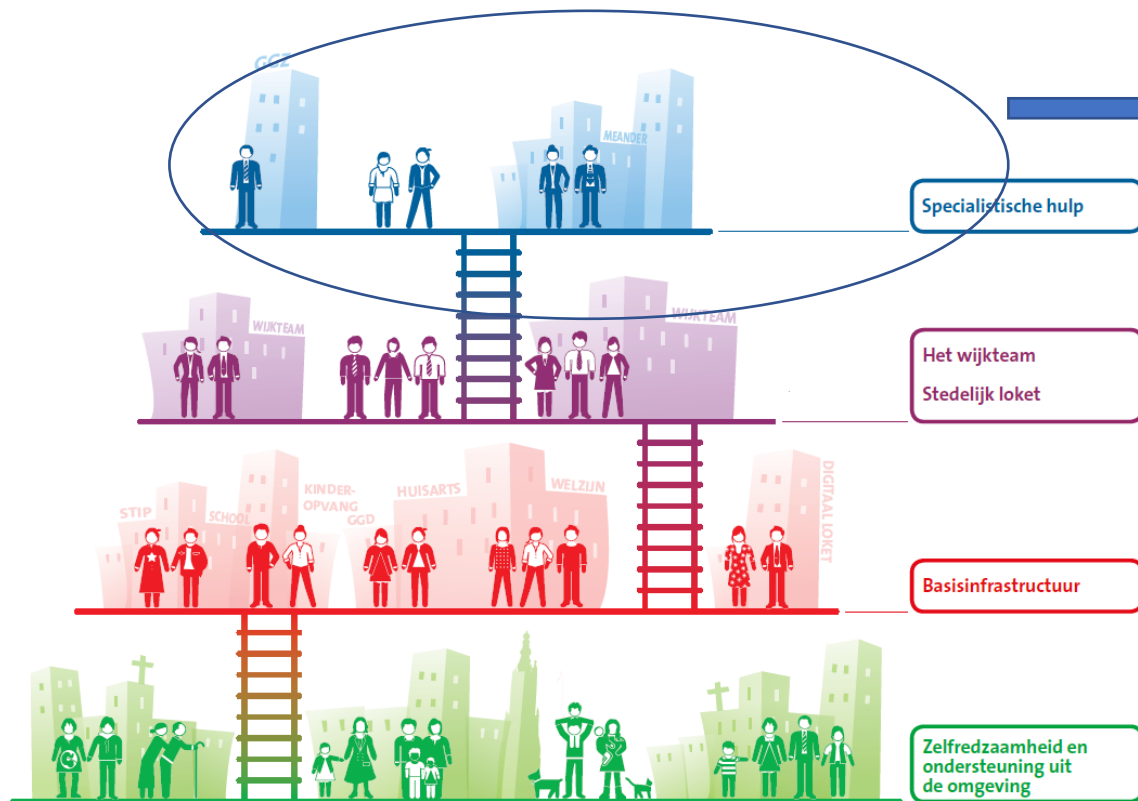 GGZ
MEANDER
Specialistische hulp
WIJKTEAM
WIJKTEAM
Het wijkteam
Stedelijk loket
STIP
SCHOOL
KINDER-
OPVANG
GGD
HUISARTS
WELZIJN
DIGITAAL LOKET
Basisinfrastructuur
Zelfredzaamheid en
ondersteuning uit
de omgeving